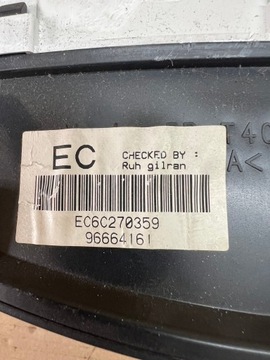 EC
CHECKED BY :
Ruh gilran
EC6C270359
96664161